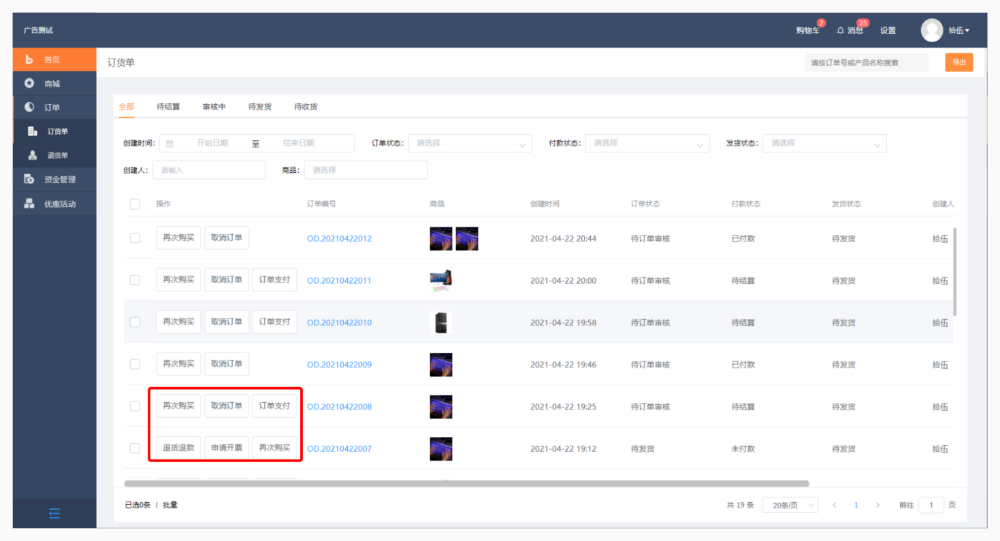 广告测试
购物车 2 消息 25 设置 拾伍
首页
商城
订单
订货单
退货单
资金管理
优惠活动
订货单 请按订单号或产品名称搜索 导出
全部 待结算 审核中 待发货 待收货
创建时间: 开始日期 至 结束日期 订单状态: 请选择 付款状态: 请选择 发货状态: 请选择
创建人: 请输入 商品: 请选择
操作 订单编号 商品 创建时间 订单状态 付款状态 发货状态 创建人
再次购买 取消订单 OD.20210422012 2021-04-22 20:44 待订单审核 已付款 待发货 拾伍
再次购买 取消订单 订单支付 OD.20210422011 2021-04-22 20:00 待订单审核 待结算 待发货 拾伍
再次购买 取消订单 订单支付 OD.20210422010 2021-04-22 19:58 待订单审核 待结算 待发货 拾伍
再次购买 取消订单 OD.20210422009 2021-04-22 19:46 待订单审核 已付款 待发货 拾伍
再次购买 取消订单 订单支付 OD.20210422008 2021-04-22 19:25 待订单审核 待结算 待发货 拾伍
退货退款 申请开票 再次购买 OD.20210422007 2021-04-22 19:12 待发货 未付款 待发货 拾伍
已选0条 | 批量 共 19 条 20条/页 1 前往 1 页